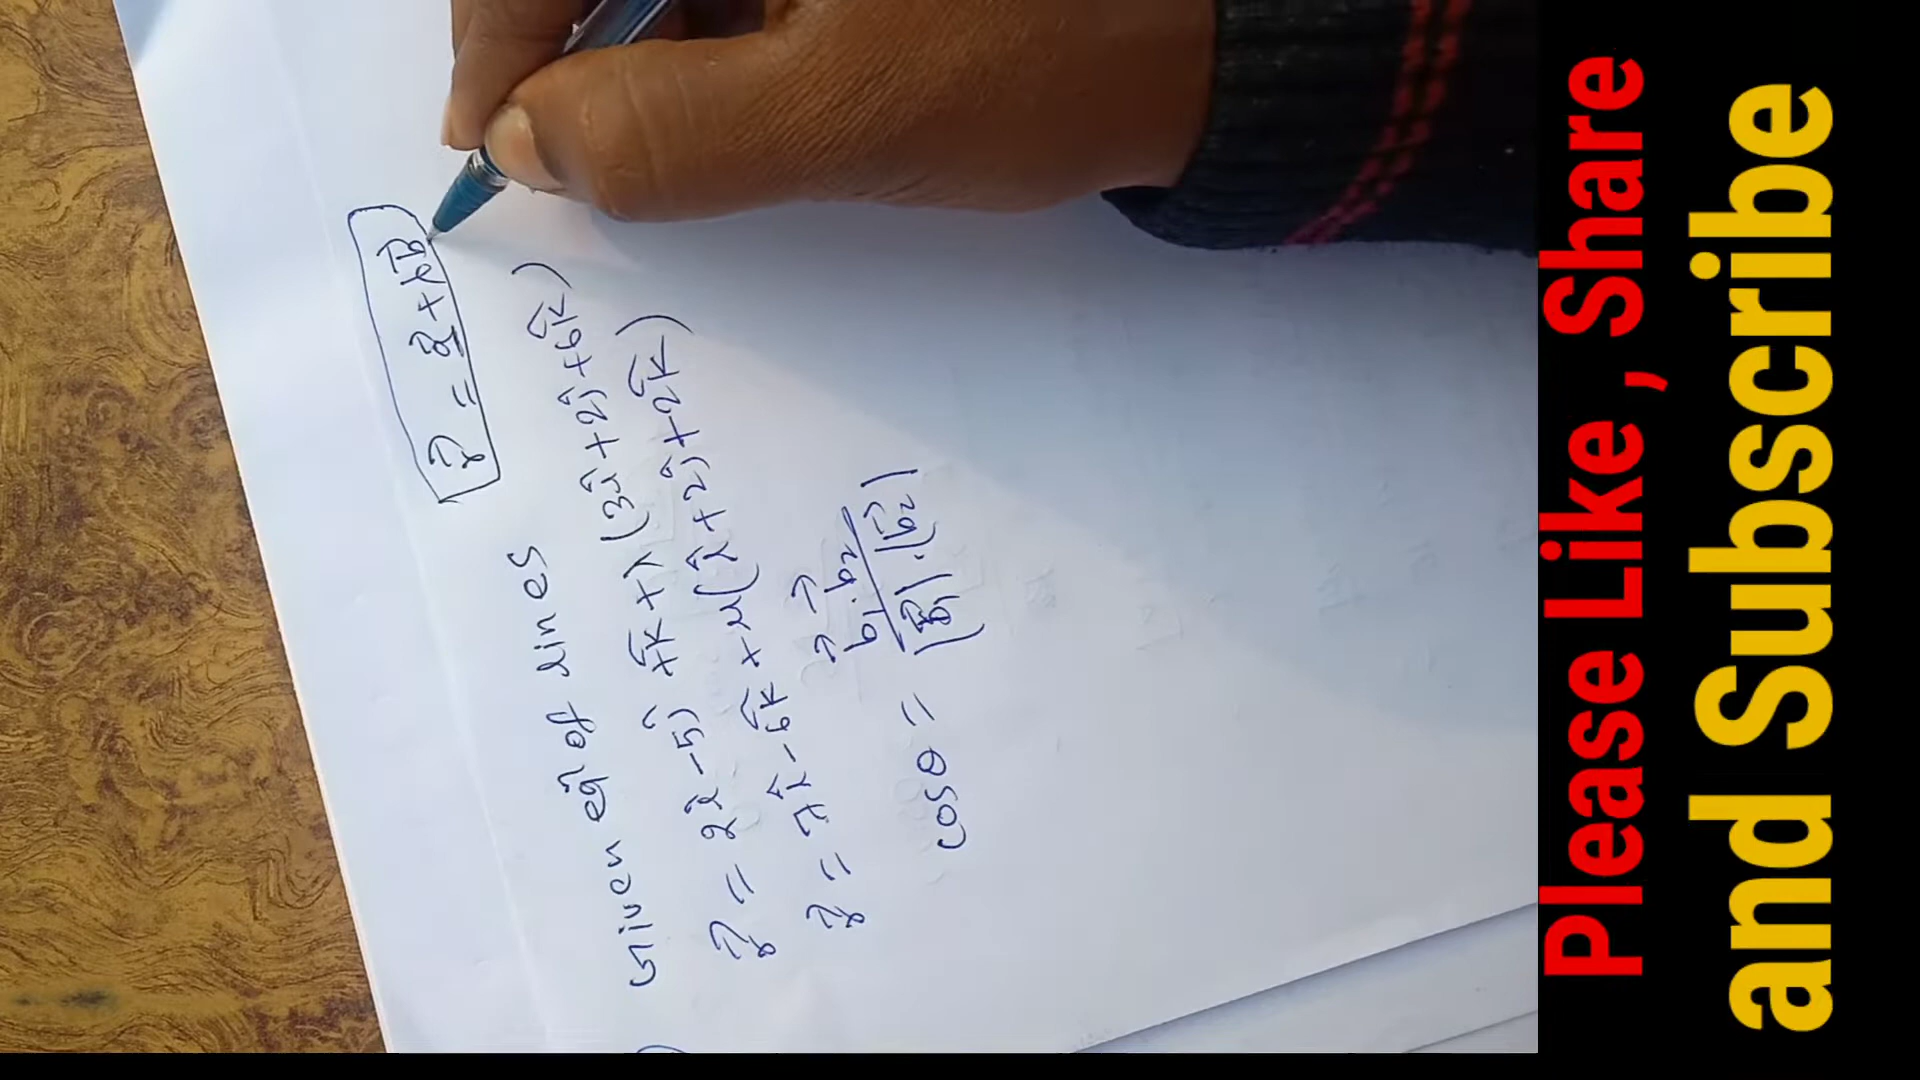 r⃗ = a⃗ + λb⃗
Given eqⁿ of lines
r⃗ = 2î - 5ĵ + k̂ + λ(3î + 2ĵ + 6k̂)
r⃗ = 7î - 6k̂ + μ(î + 2ĵ + 2k̂)
cosθ = b⃗₁·b⃗₂ / |b⃗₁|·|b⃗₂|
Please Like , Share
and Subscribe